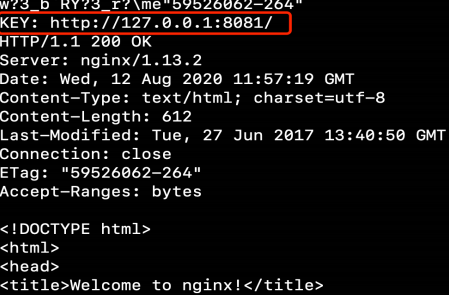 w?3_b RY?3_r?\me"59526062-264"
KEY: http://127.0.0.1:8081/
HTTP/1.1 200 OK
Server: nginx/1.13.2
Date: Wed, 12 Aug 2020 11:57:19 GMT
Content-Type: text/html; charset=utf-8
Content-Length: 612
Last-Modified: Tue, 27 Jun 2017 13:40:50 GMT
Connection: close
ETag: "59526062-264"
Accept-Ranges: bytes
<!DOCTYPE html>
<html>
<head>
<title>Welcome to nginx!</title>